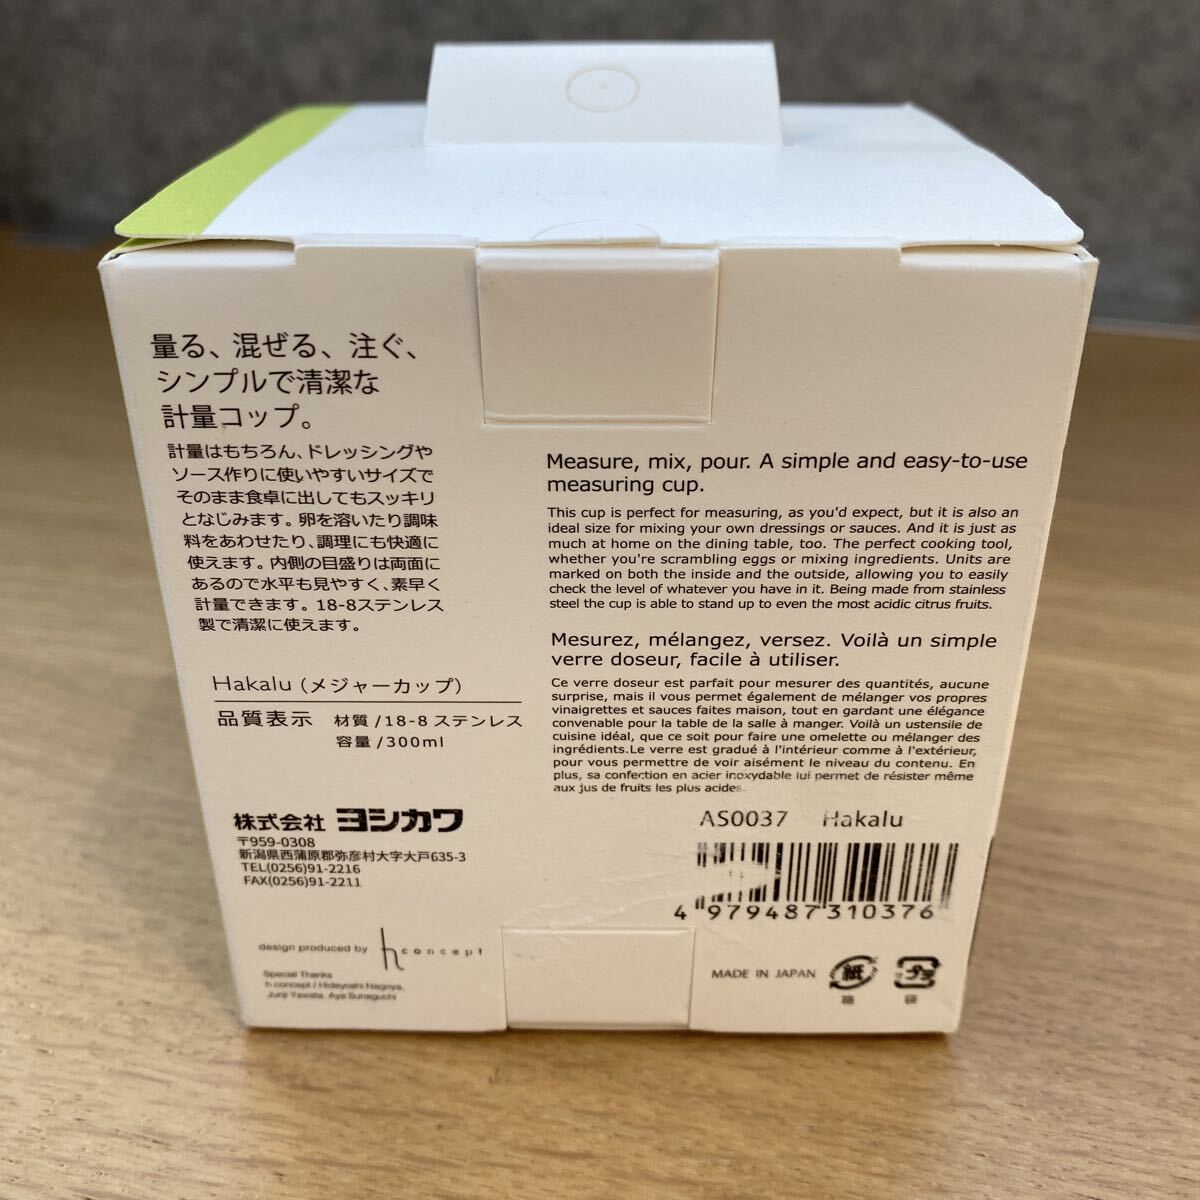 量る、混ぜる、注ぐ、
シンプルで清潔な
計量コップ。
計量はもちろん、ドレッシングや
ソース作りに使いやすいサイズで
そのまま食卓に出してもスッキリ
となじみます。卵を溶いたり調味
料をあわせたり、調理にも快適に
使えます。内側の目盛りは両面に
あるので水平も見やすく、素早く
計量できます。18-8ステンレス
製で清潔に使えます。
Hakalu(メジャーカップ)
品質表示 材質/18-8ステンレス
容量/300ml
株式会社 ヨシカワ
〒959-0308
新潟県西蒲原郡弥彦村大字大戸635-3
TEL(0256)91-2216
FAX(0256)91-2211
design produced by h concept
Special Thanks
h concept / Hideyoshi Nagoya,
Junji Yawata, Aya Sunaguchi
Measure, mix, pour. A simple and easy-to-use
measuring cup.
This cup is perfect for measuring, as you'd expect, but it is also an
ideal size for mixing your own dressings or sauces. And it is just as
much at home on the dining table, too. The perfect cooking tool,
whether you're scrambling eggs or mixing ingredients. Units are
marked on both the inside and the outside, allowing you to easily
check the level of whatever you have in it. Being made from stainless
steel the cup is able to stand up to even the most acidic citrus fruits.
Mesurez, mélangez, versez. Voilà un simple
verre doseur, facile à utiliser.
Ce verre doseur est parfait pour mesurer des quantités, aucune
surprise, mais il vous permet également de mélanger vos propres
vinaigrettes et sauces faites maison, tout en gardant une élégance
convenable pour la table de la salle à manger. Voilà un ustensile de
cuisine idéal, que ce soit pour faire une omelette ou mélanger des
ingrédients.Le verre est gradué à l'intérieur comme à l'extérieur,
pour vous permettre de voir aisément le niveau du contenu. En
plus, sa confection en acier inoxydable lui permet de résister même
aux jus de fruits les plus acides.
AS0037 Hakalu
4 979487 310376
MADE IN JAPAN 紙 プラ
箱 袋